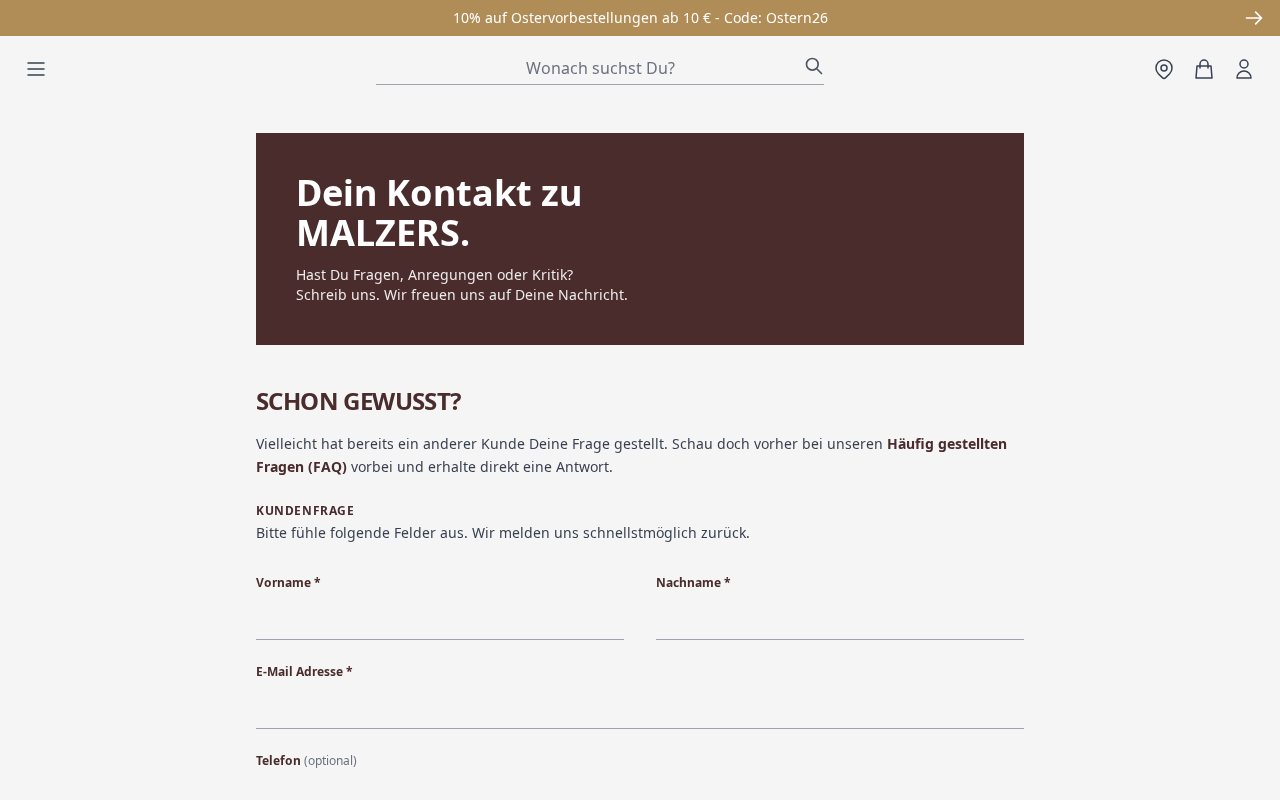 10% auf Ostervorbestellungen ab 10 € - Code: Ostern26
Wonach suchst Du?
Dein Kontakt zu
MALZERS.
Hast Du Fragen, Anregungen oder Kritik?
Schreib uns. Wir freuen uns auf Deine Nachricht.
SCHON GEWUSST?
Vielleicht hat bereits ein anderer Kunde Deine Frage gestellt. Schau doch vorher bei unseren Häufig gestellten
Fragen (FAQ) vorbei und erhalte direkt eine Antwort.
KUNDENFRAGE
Bitte fühle folgende Felder aus. Wir melden uns schnellstmöglich zurück.
Vorname *
Nachname *
E-Mail Adresse *
Telefon (optional)